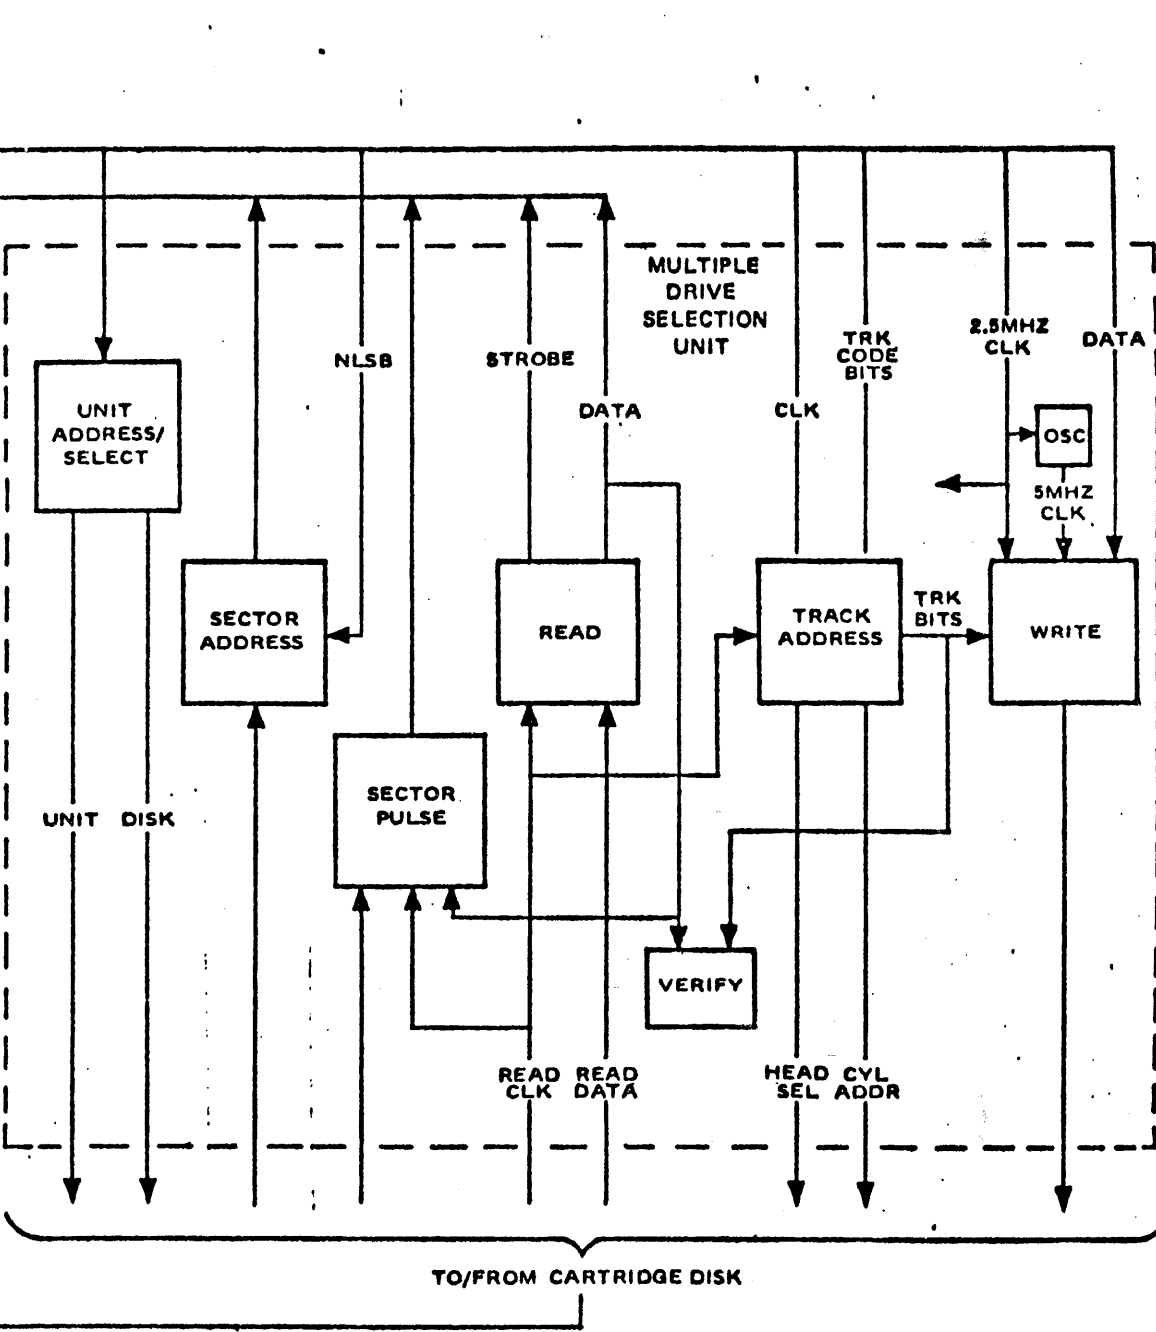 MULTIPLE
DRIVE
SELECTION
UNIT
NLSB
STROBE
DATA
CLK
TRK
CODE
BITS
2.5MHZ
CLK
DATA
UNIT
ADDRESS/
SELECT
OSC
5MHZ
CLK
SECTOR
ADDRESS
READ
TRACK
ADDRESS
TRK
BITS
WRITE
SECTOR
PULSE
UNIT DISK
VERIFY
READ
CLK
READ
DATA
HEAD
SEL
CYL
ADDR
TO/FROM CARTRIDGE DISK